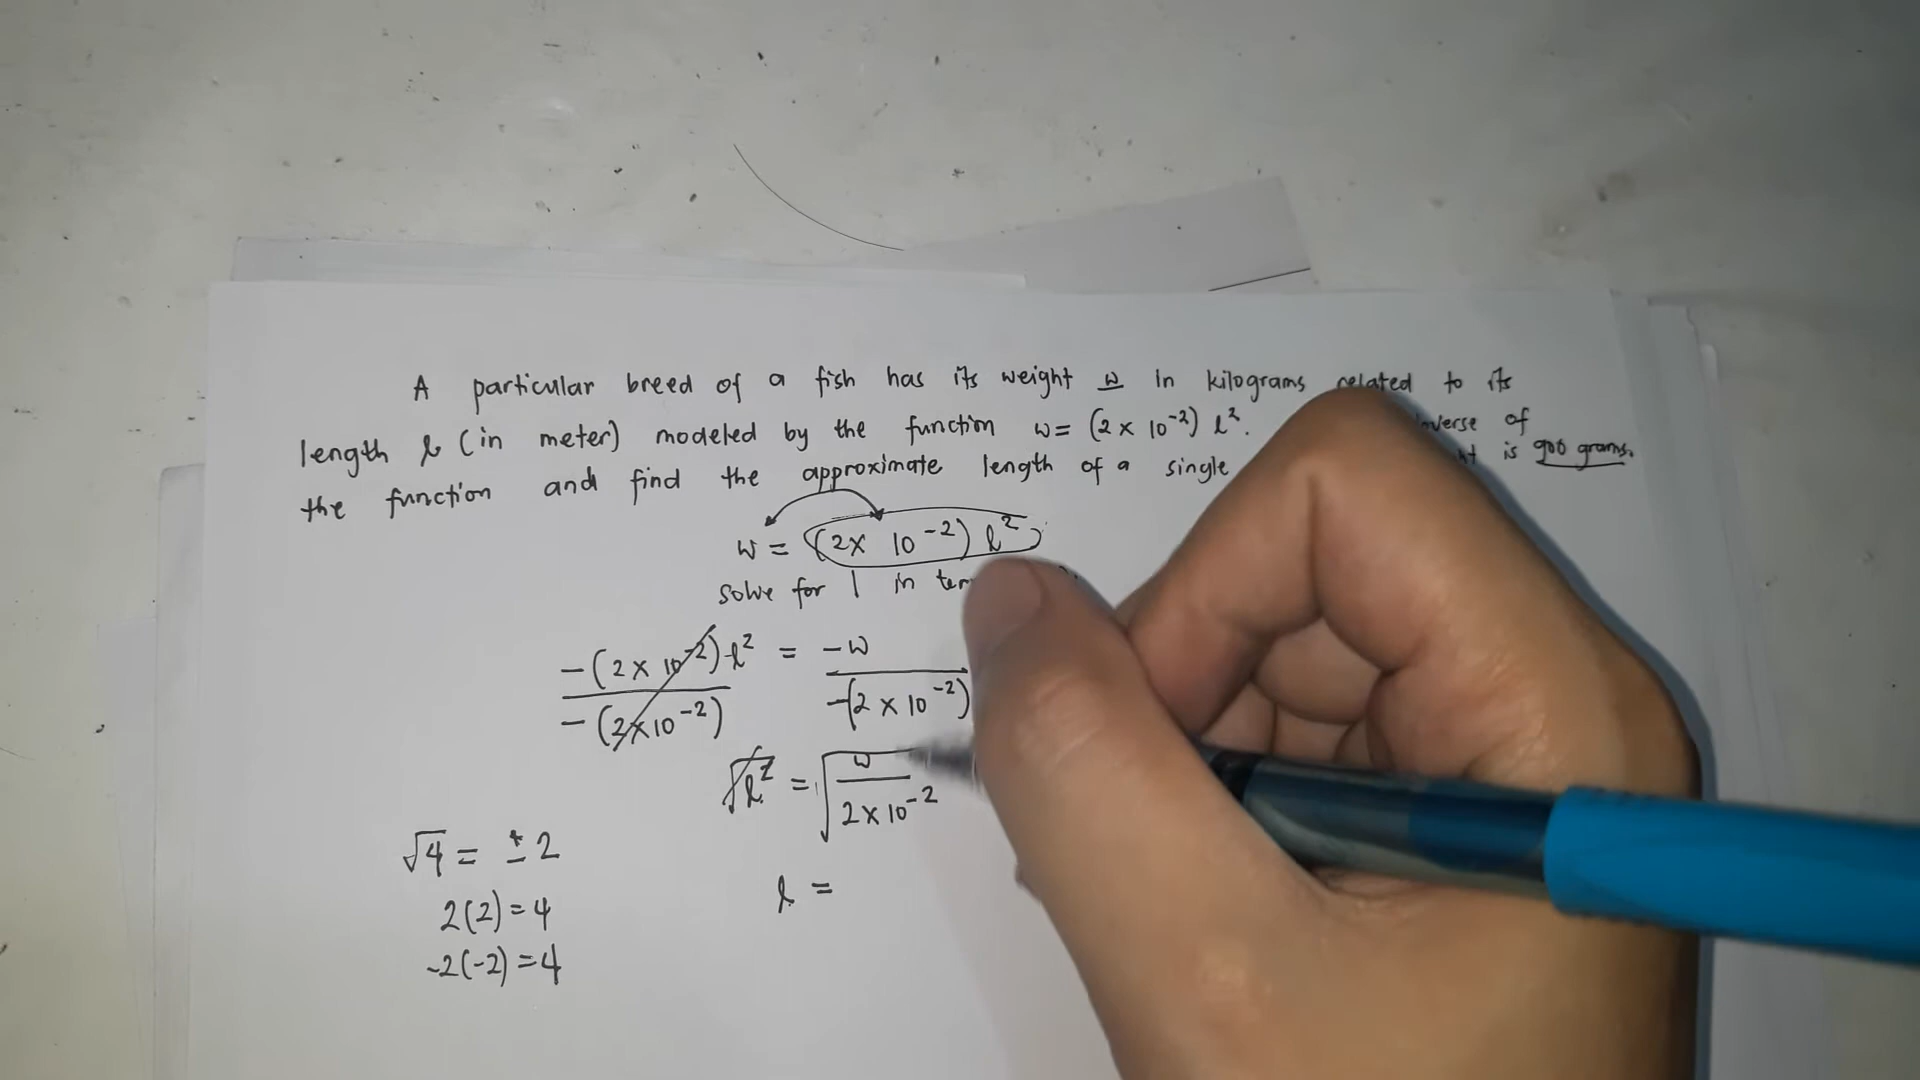 A particular breed of a fish has its weight w in kilograms related to its
length l (in meter) modeled by the function w = (2 x 10⁻²) l². inverse of
the function and find the approximate length of a single is 900 grams.
w = (2x 10⁻²) l²
solve for l in
-(2 x 10⁻²) l² = -w
-(2x10⁻²) -(2 x 10⁻²)
√l² = √w
2 x 10⁻²
√4 = ± 2
l =
2(2) = 4
-2(-2) = 4